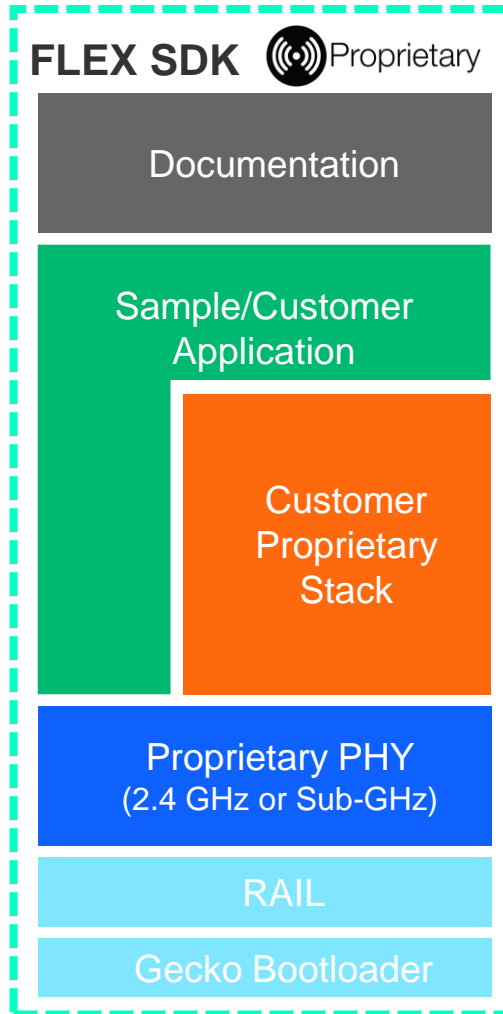 FLEX SDK Proprietary
Documentation
Sample/Customer
Application
Customer
Proprietary
Stack
Proprietary PHY
(2.4 GHz or Sub-GHz)
RAIL
Gecko Bootloader